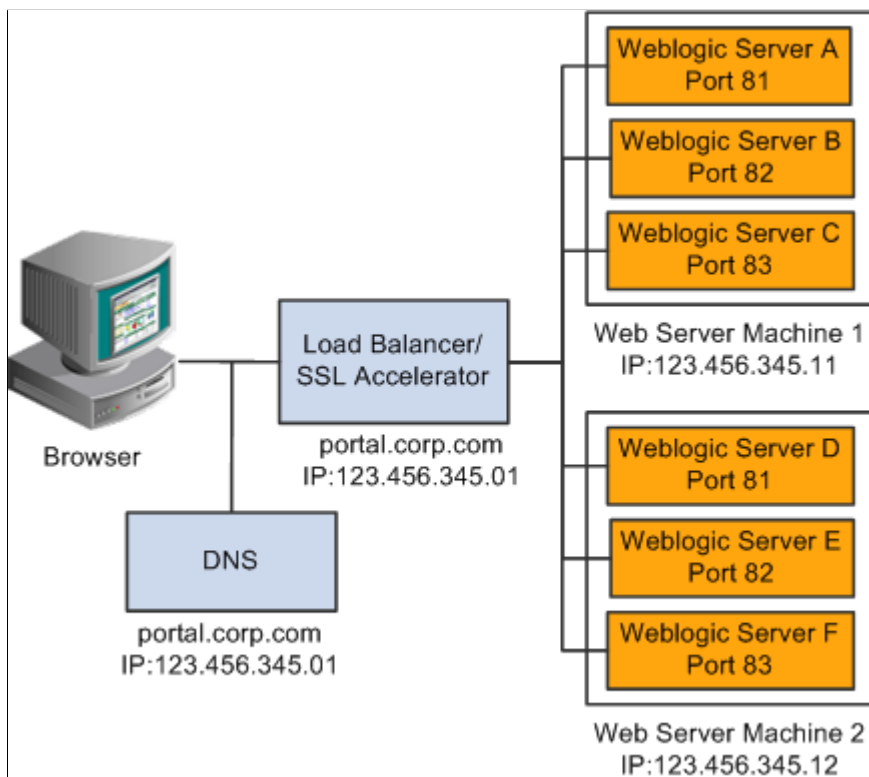 Weblogic Server A
Port 81
Weblogic Server B
Port 82
Weblogic Server C
Port 83
Web Server Machine 1
IP:123.456.345.11
Load Balancer/
SSL Accelerator
portal.corp.com
IP:123.456.345.01
Browser
DNS
portal.corp.com
IP:123.456.345.01
Weblogic Server D
Port 81
Weblogic Server E
Port 82
Weblogic Server F
Port 83
Web Server Machine 2
IP:123.456.345.12